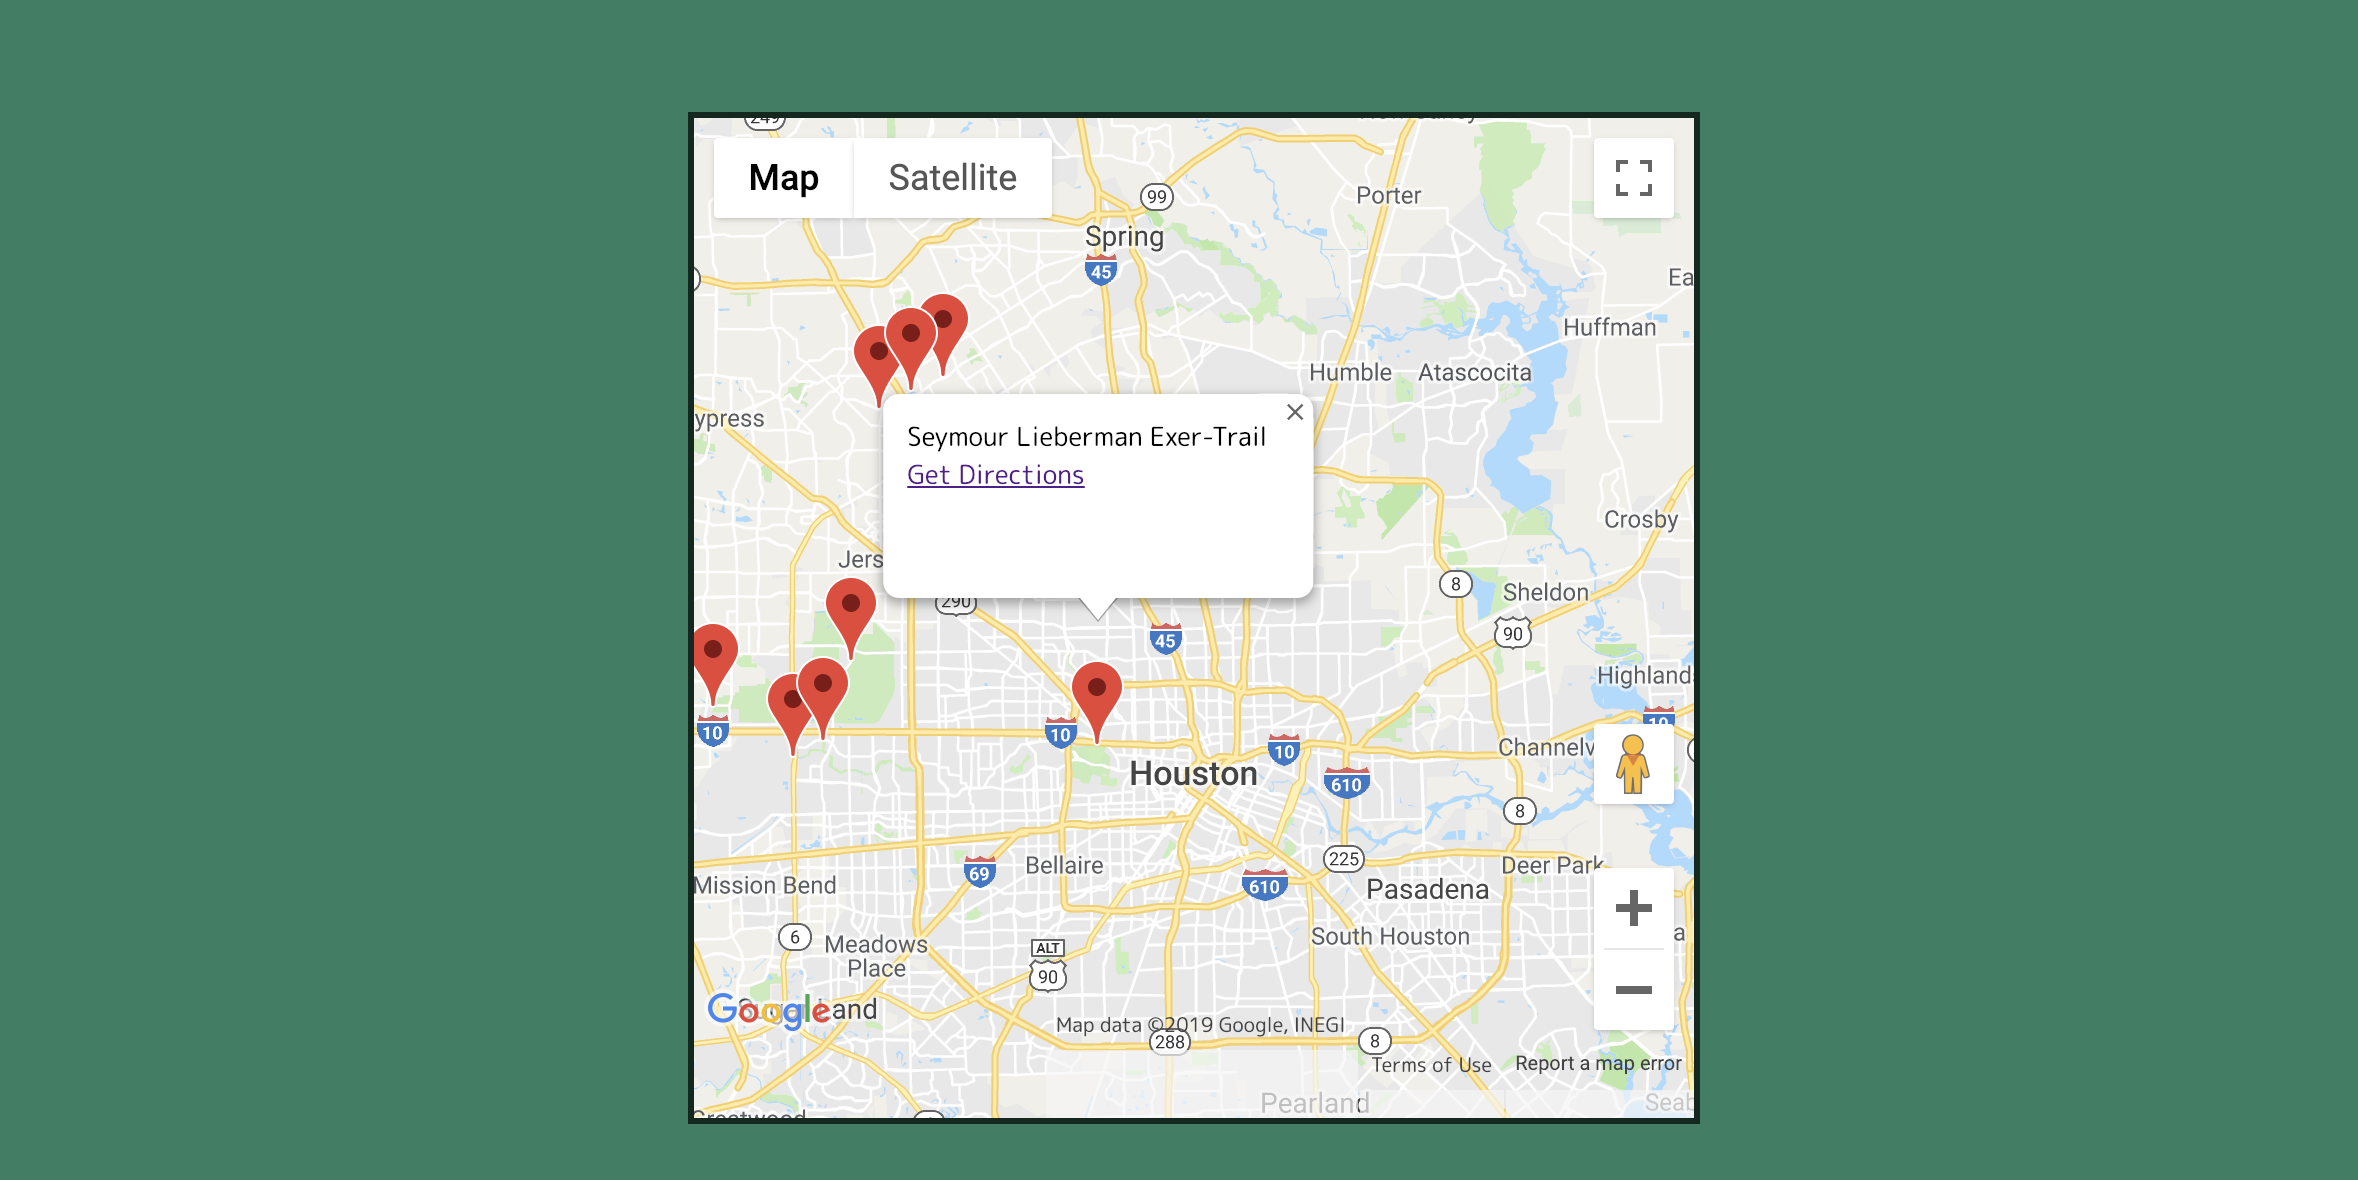 249
Map
Satellite
99
Porter
Spring
45
Ea
Huffman
Humble
Atascocita
ypress
Seymour Lieberman Exer-Trail
Get Directions
Crosby
Jers
8
Sheldon
290
90
45
Highland
10
10
10
10
Channelv
Houston
610
8
225
Bellaire
Deer Park
69
610
Mission Bend
Pasadena
6
Meadows
Place
South Houston
a
ALT
90
Google
and
Map data ©2019 Google, INEGI
288
8
Terms of Use
Report a map error
Pearland
Seab